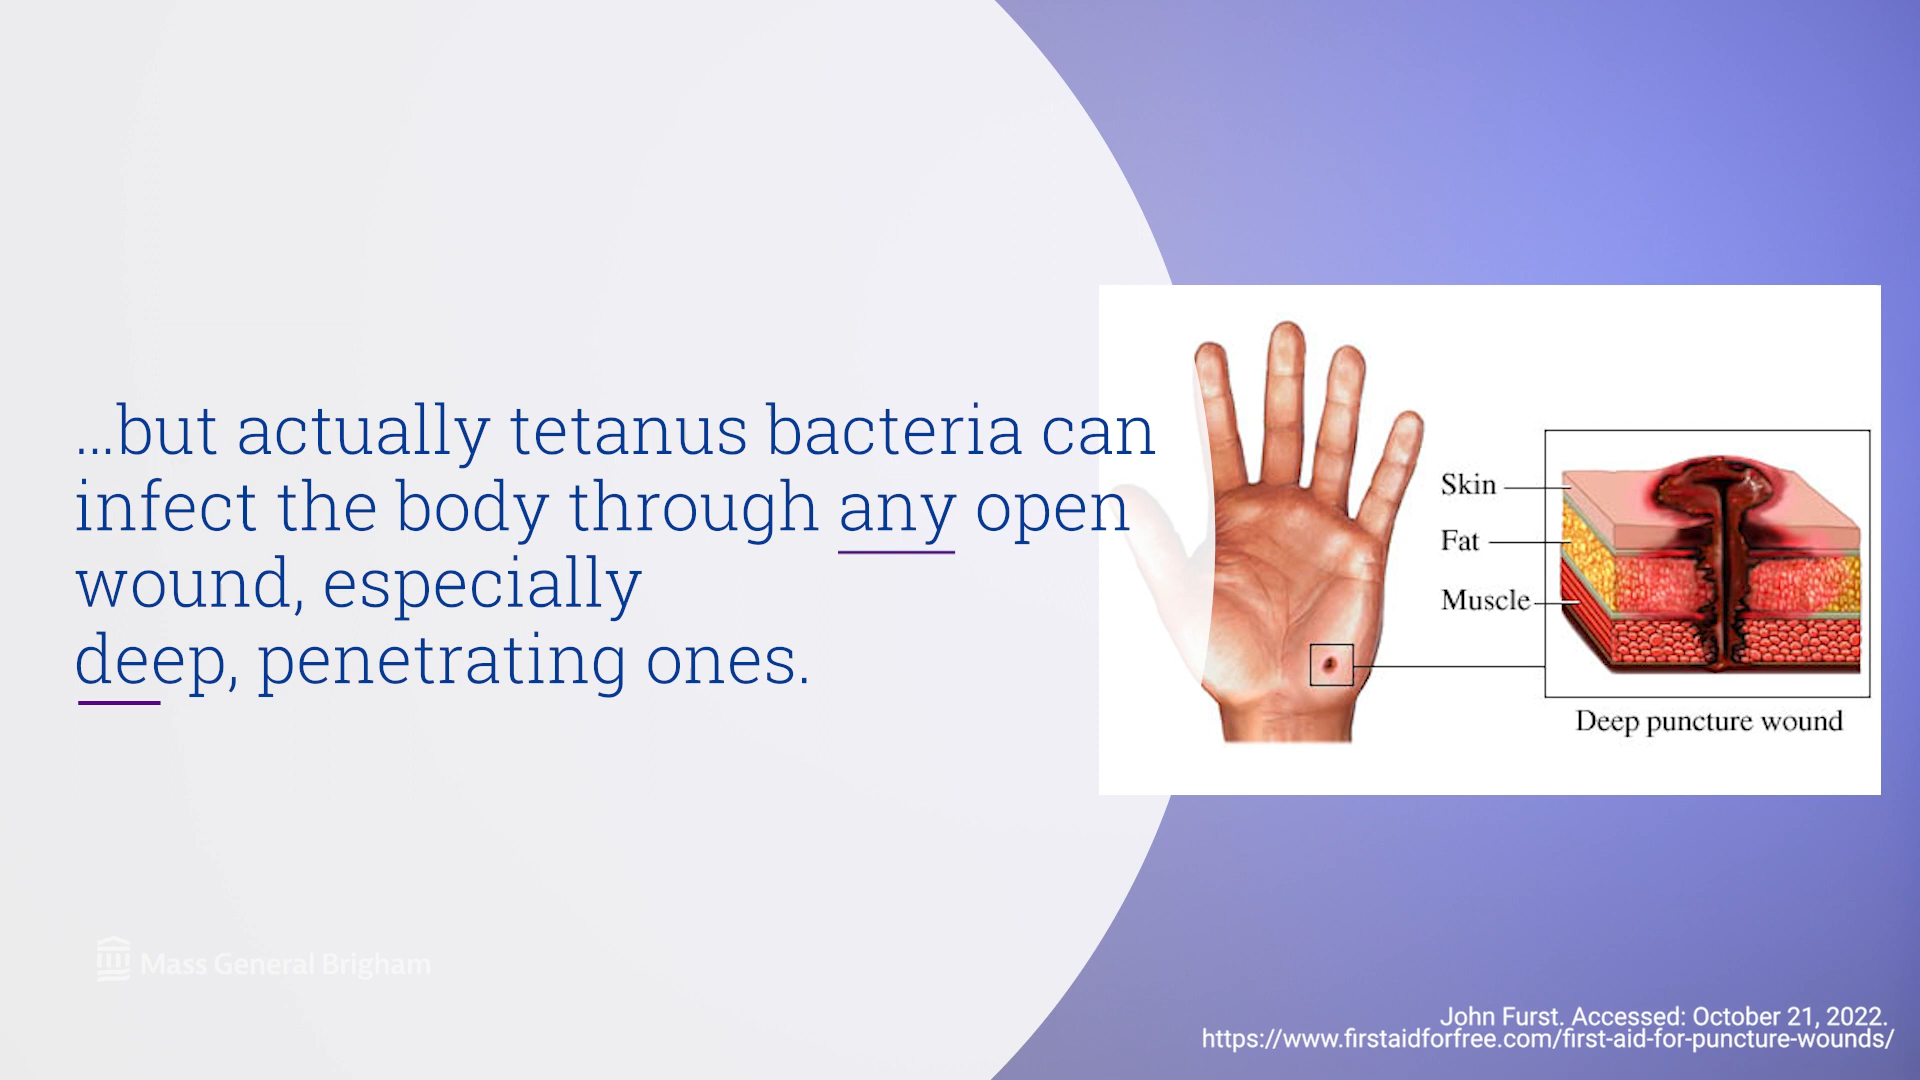 ...but actually tetanus bacteria can
infect the body through any open
wound, especially
deep, penetrating ones.
Skin
Fat
Muscle
Deep puncture wound
Mass General Brigham
John Furst. Accessed: October 21, 2022.
https://www.firstaidforfree.com/first-aid-for-puncture-wounds/